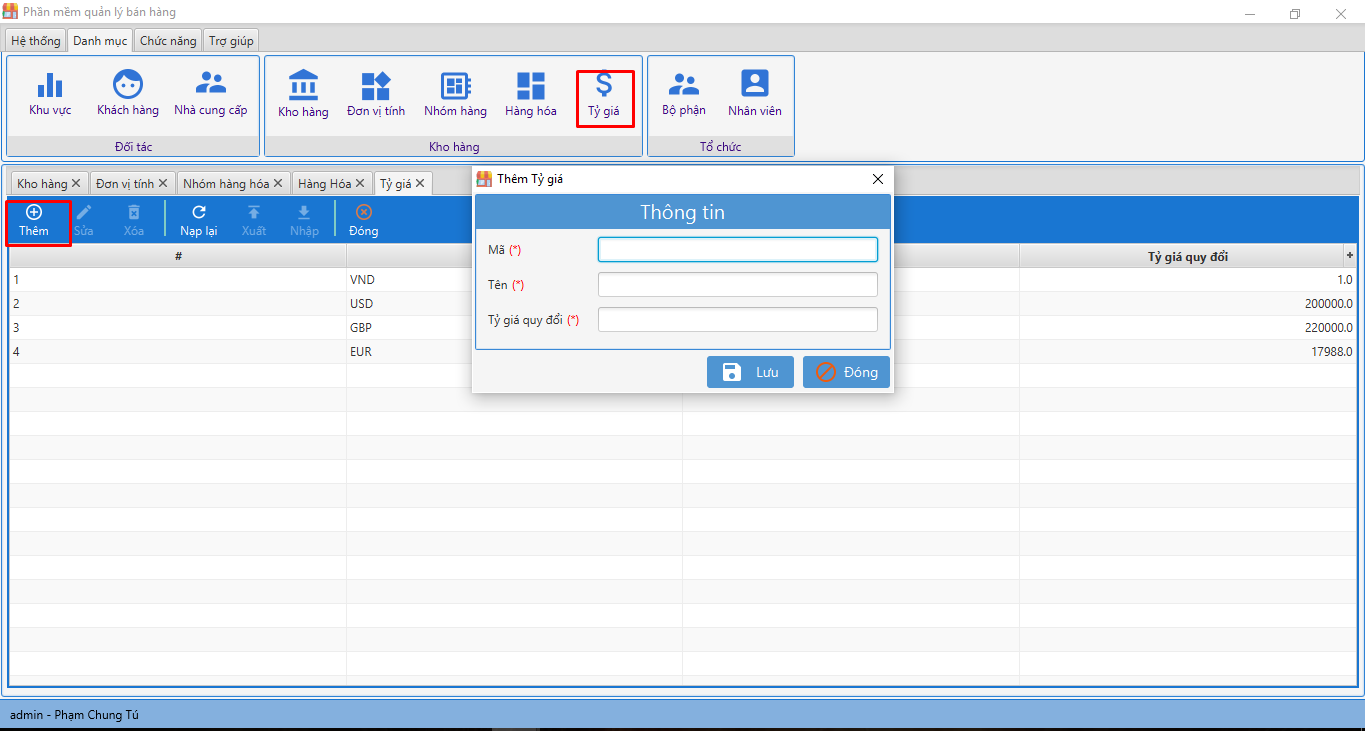 Phần mềm quản lý bán hàng
Hệ thống Danh mục Chức năng Trợ giúp
Khu vực Khách hàng Nhà cung cấp Kho hàng Đơn vị tính Nhóm hàng Hàng hóa Tỷ giá Bộ phận Nhân viên
Đối tác Kho hàng Tổ chức
Kho hàng Đơn vị tính Nhóm hàng hóa Hàng Hóa Tỷ giá
Thêm Sửa Xóa Nạp lại Xuất Nhập Đóng
# Tỷ giá quy đổi +
1 VND 1.0
2 USD 200000.0
3 GBP 220000.0
4 EUR 17988.0
Thêm Tỷ giá
Thông tin
Mã (*)
Tên (*)
Tỷ giá quy đổi (*)
Lưu Đóng
admin - Phạm Chung Tú